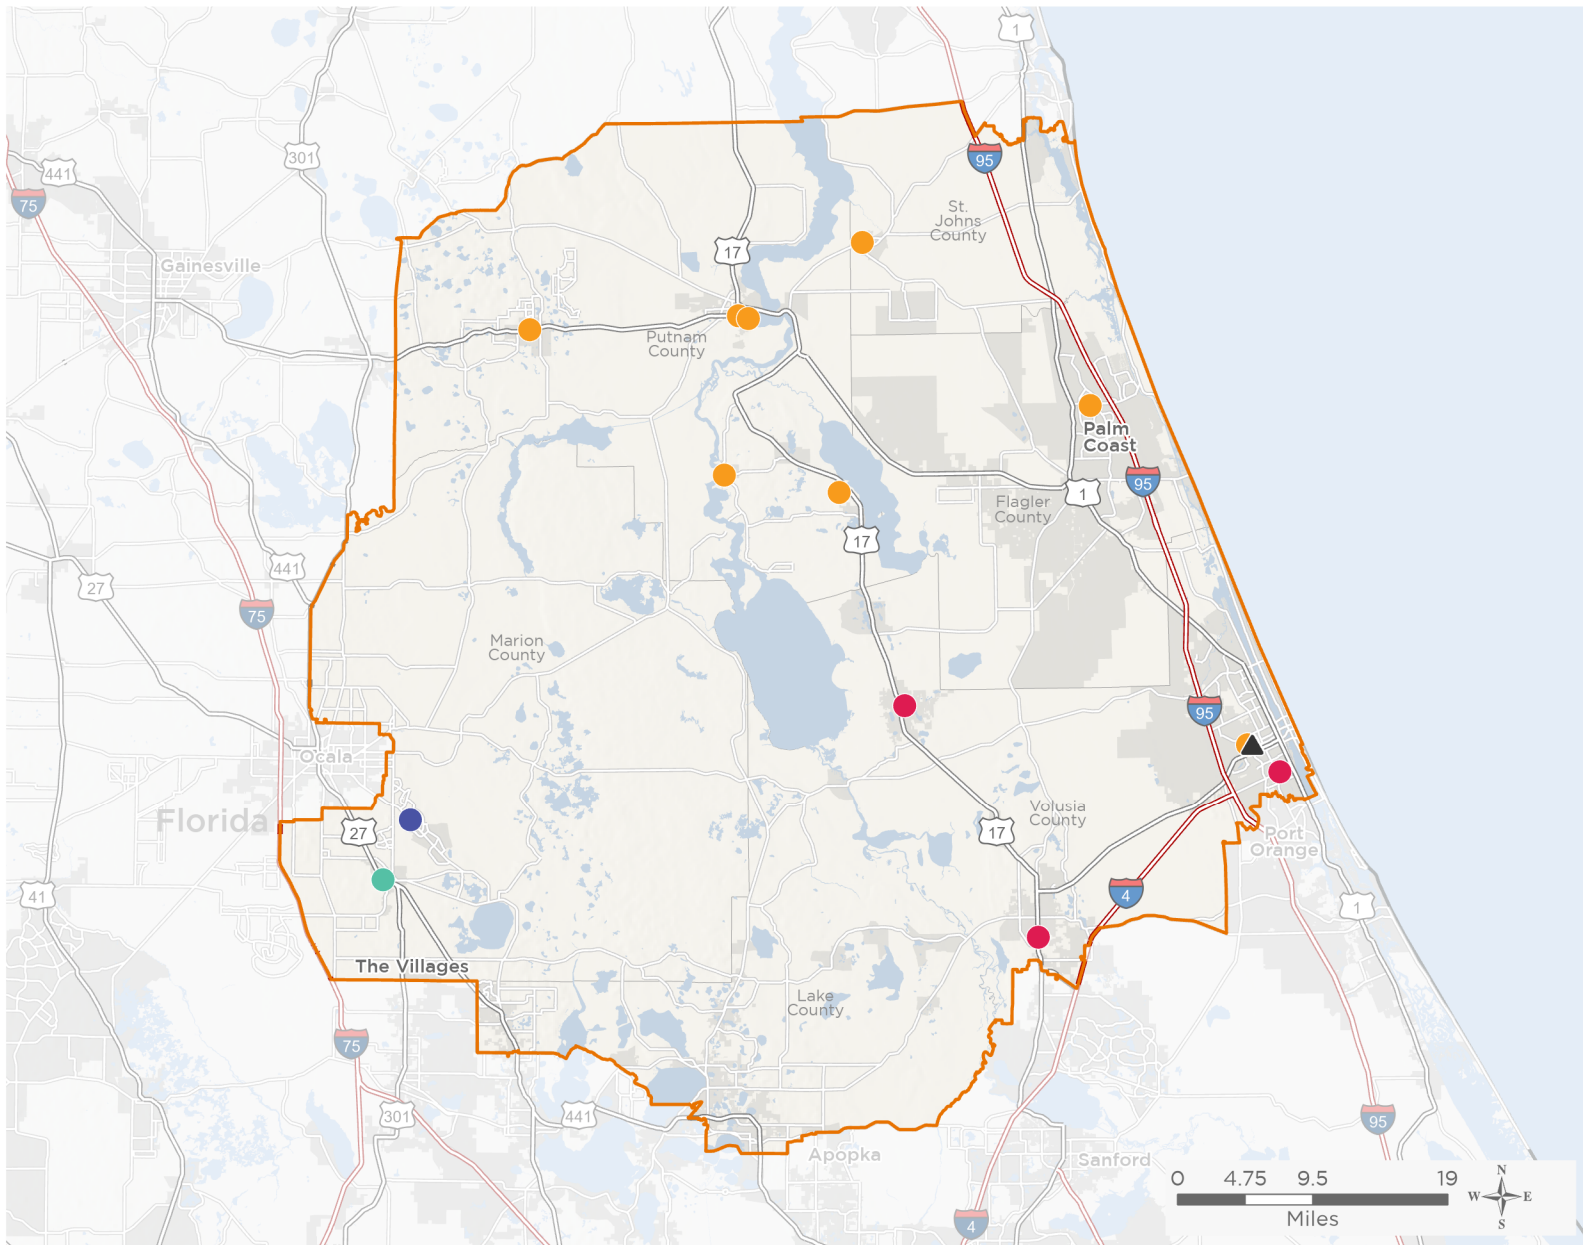 1
95
301
441
75
St.
Johns
County
17
Gainesville
Putnam
County
Palm
Coast
95
1
Flagler
County
17
441
27
75
Marion
County
95
Ocala
Florida
27
Volusia
County
17
Port
Orange
4
41
1
The Villages
Lake
County
75
301
441
95
Apopka
Sanford
0 4.75 9.5 19
Miles
N
W E
S
4